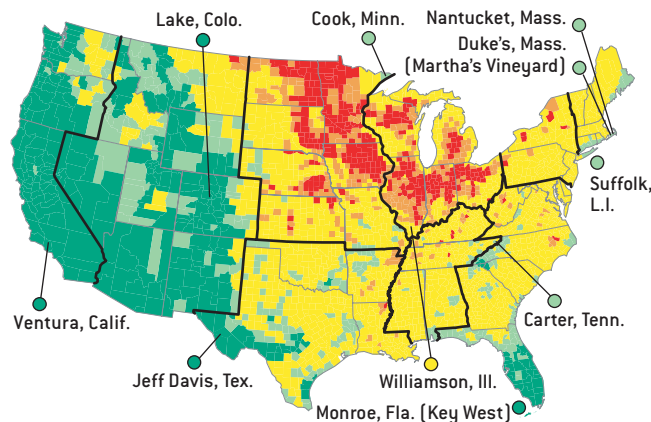 Lake, Colo.
Cook, Minn.
Nantucket, Mass.
Duke's, Mass.
(Martha's Vineyard)
Suffolk,
L.I.
Ventura, Calif.
Carter, Tenn.
Jeff Davis, Tex.
Williamson, Ill.
Monroe, Fla. (Key West)